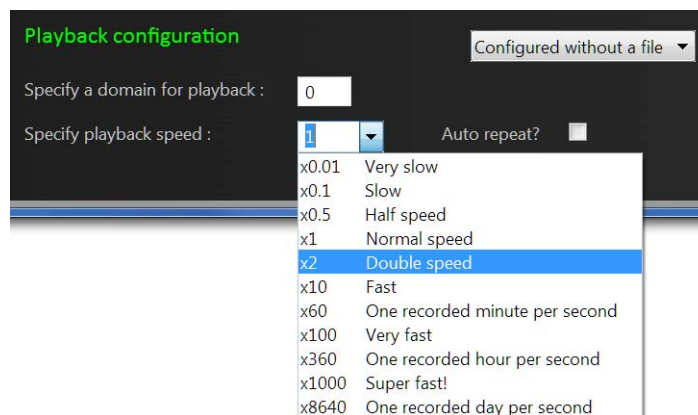 Playback configuration
Configured without a file
Specify a domain for playback : 0
Specify playback speed : 1 Auto repeat?
x0.01 Very slow
x0.1 Slow
x0.5 Half speed
x1 Normal speed
x2 Double speed
x10 Fast
x60 One recorded minute per second
x100 Very fast
x360 One recorded hour per second
x1000 Super fast!
x8640 One recorded day per second